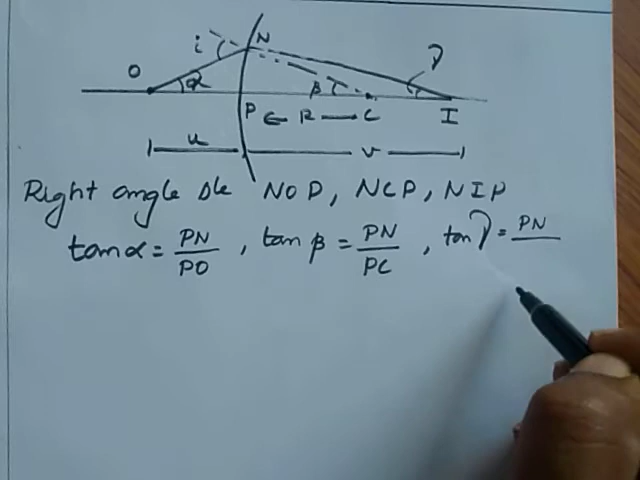 i N γ
O α β
P ← R — C I
u v
Right angle Δle NOP, NCP, NIP
tan α = PN/PO , tan β = PN/PC , tan γ = PN/